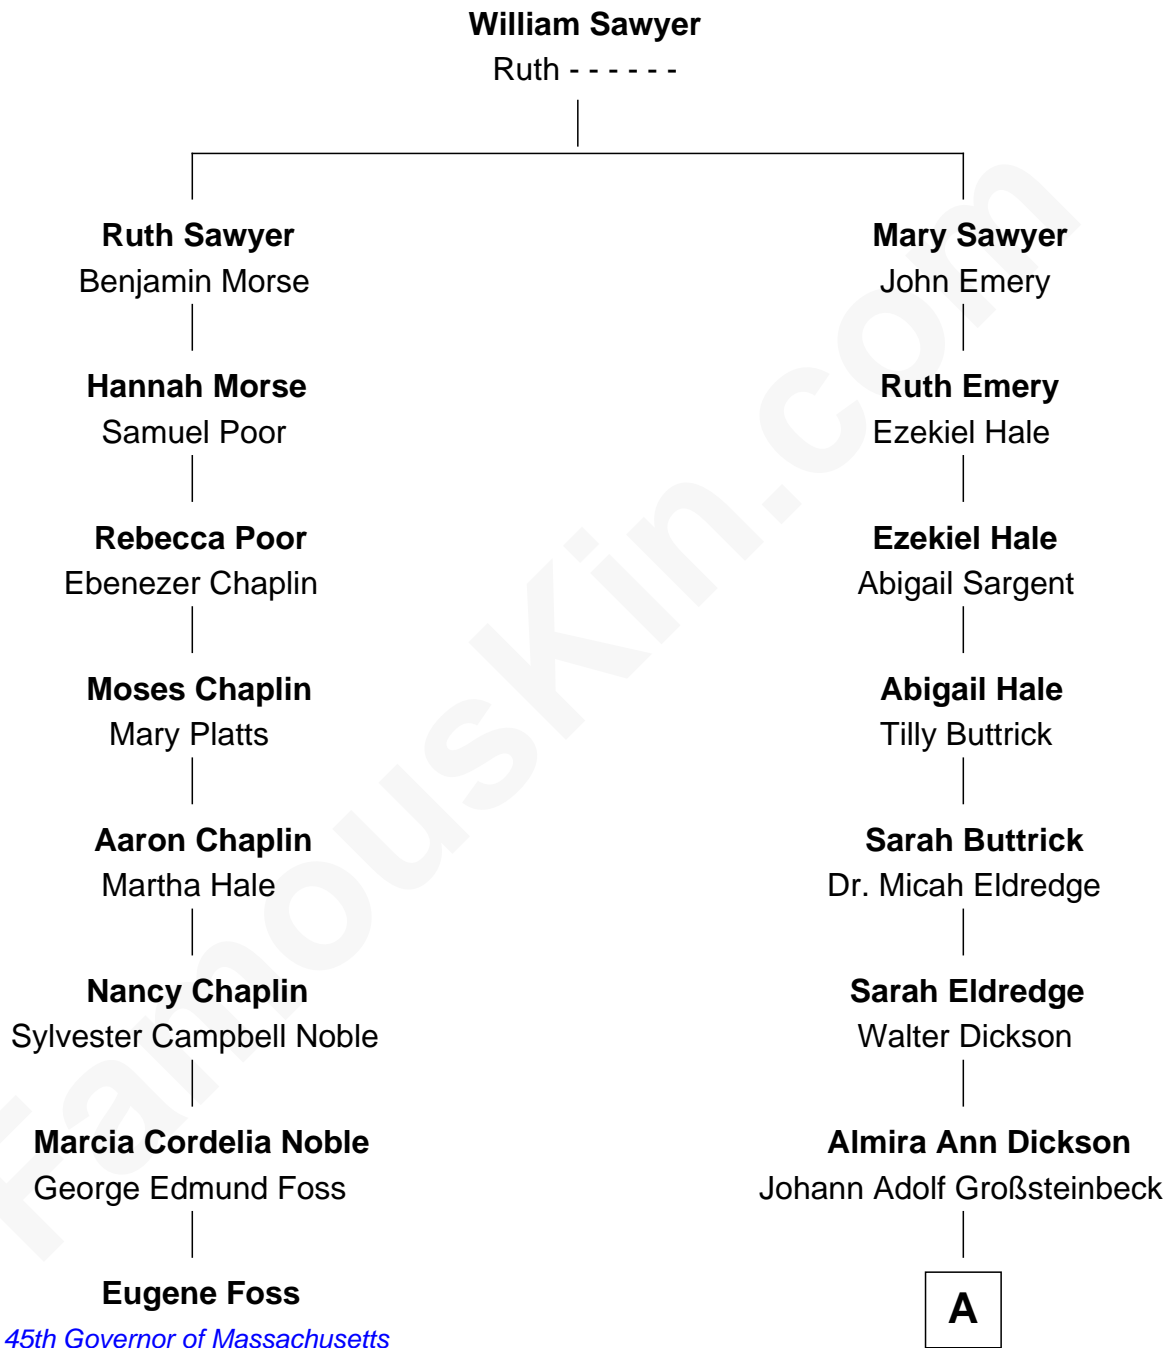 William Sawyer
Ruth - - - - - -
Ruth Sawyer
Benjamin Morse
Mary Sawyer
John Emery
Hannah Morse
Samuel Poor
Ruth Emery
Ezekiel Hale
Rebecca Poor
Ebenezer Chaplin
Ezekiel Hale
Abigail Sargent
Moses Chaplin
Mary Platts
Abigail Hale
Tilly Buttrick
Aaron Chaplin
Martha Hale
Sarah Buttrick
Dr. Micah Eldredge
Nancy Chaplin
Sylvester Campbell Noble
Sarah Eldredge
Walter Dickson
Marcia Cordelia Noble
George Edmund Foss
Almira Ann Dickson
Johann Adolf Großsteinbeck
Eugene Foss
45th Governor of Massachusetts
A
FamousKin.com